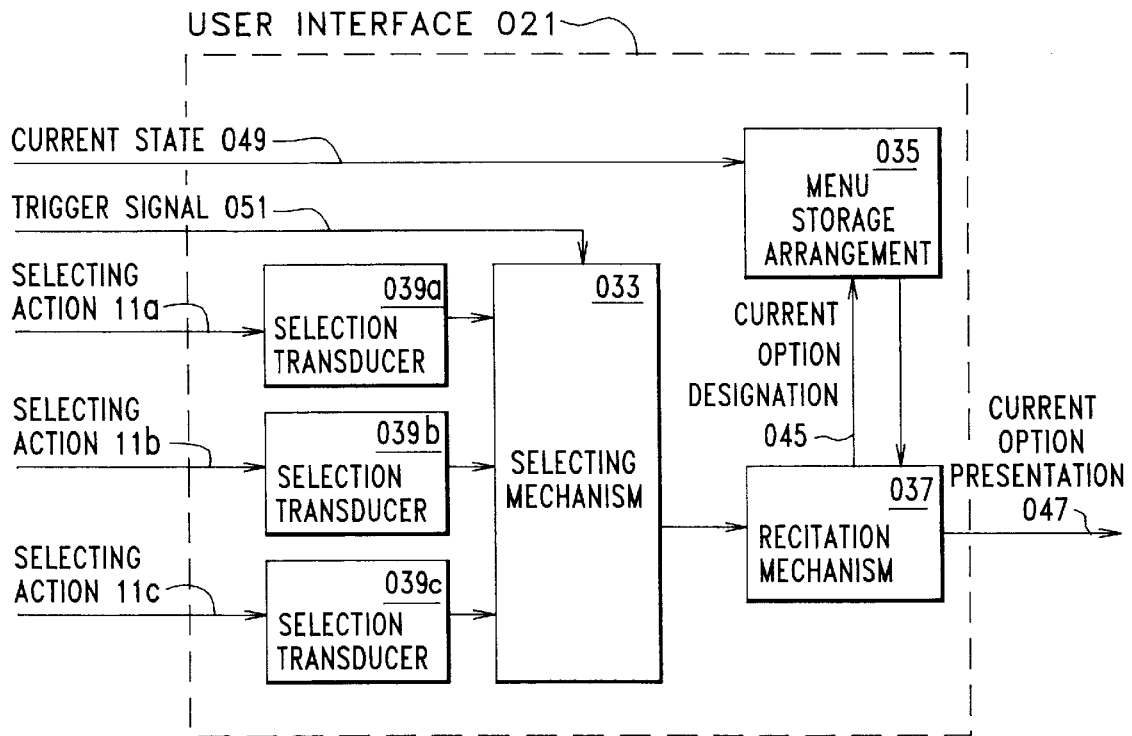 USER INTERFACE 021
CURRENT STATE 049
TRIGGER SIGNAL 051
035
MENU
STORAGE
ARRANGEMENT
SELECTING
ACTION 11a
039a
SELECTION
TRANSDUCER
033
SELECTING
MECHANISM
CURRENT
OPTION
DESIGNATION
045
SELECTING
ACTION 11b
039b
SELECTION
TRANSDUCER
037
RECITATION
MECHANISM
CURRENT
OPTION
PRESENTATION
047
SELECTING
ACTION 11c
039c
SELECTION
TRANSDUCER